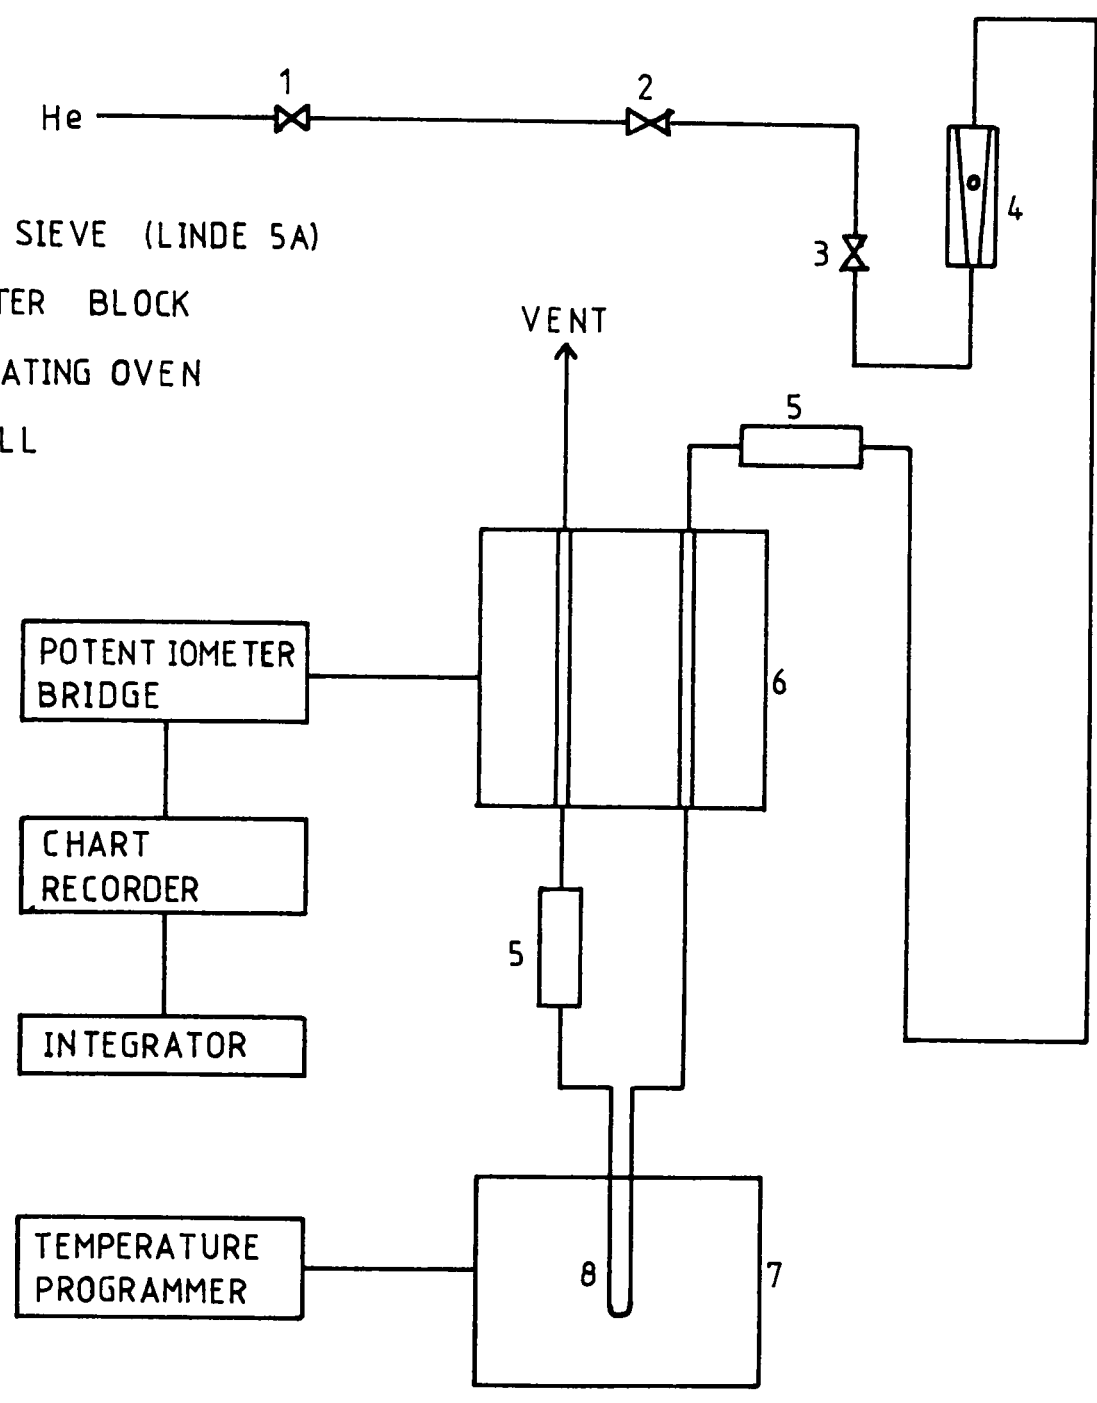 1
2
He
4
SIEVE (LINDE 5A)
3
TER BLOCK
VENT
ATING OVEN
5
LL
POTENTIOMETER
BRIDGE
6
CHART
RECORDER
5
INTEGRATOR
TEMPERATURE
PROGRAMMER
8
7